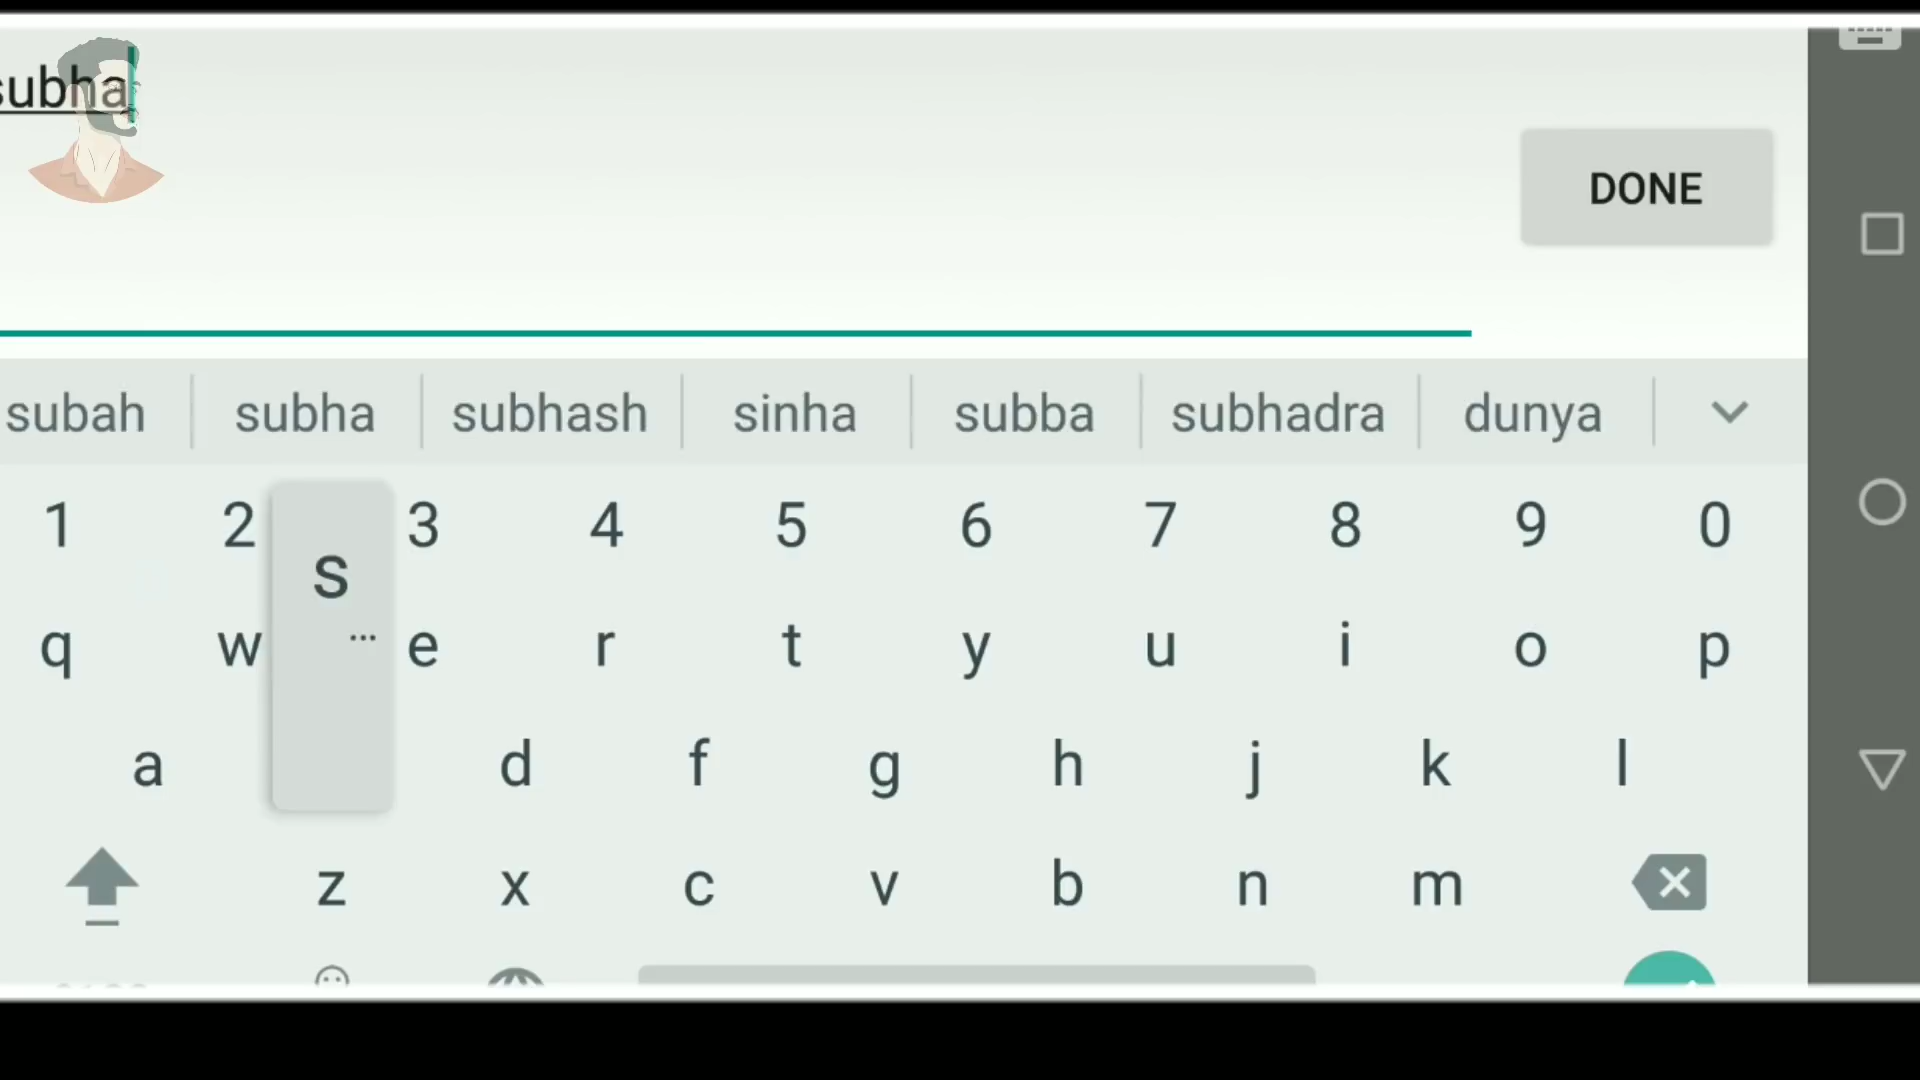 subha
DONE
subah subha subhash sinha subba subhadra dunya
1 2 3 4 5 6 7 8 9 0
s
q w e r t y u i o p
a d f g h j k l
z x c v b n m